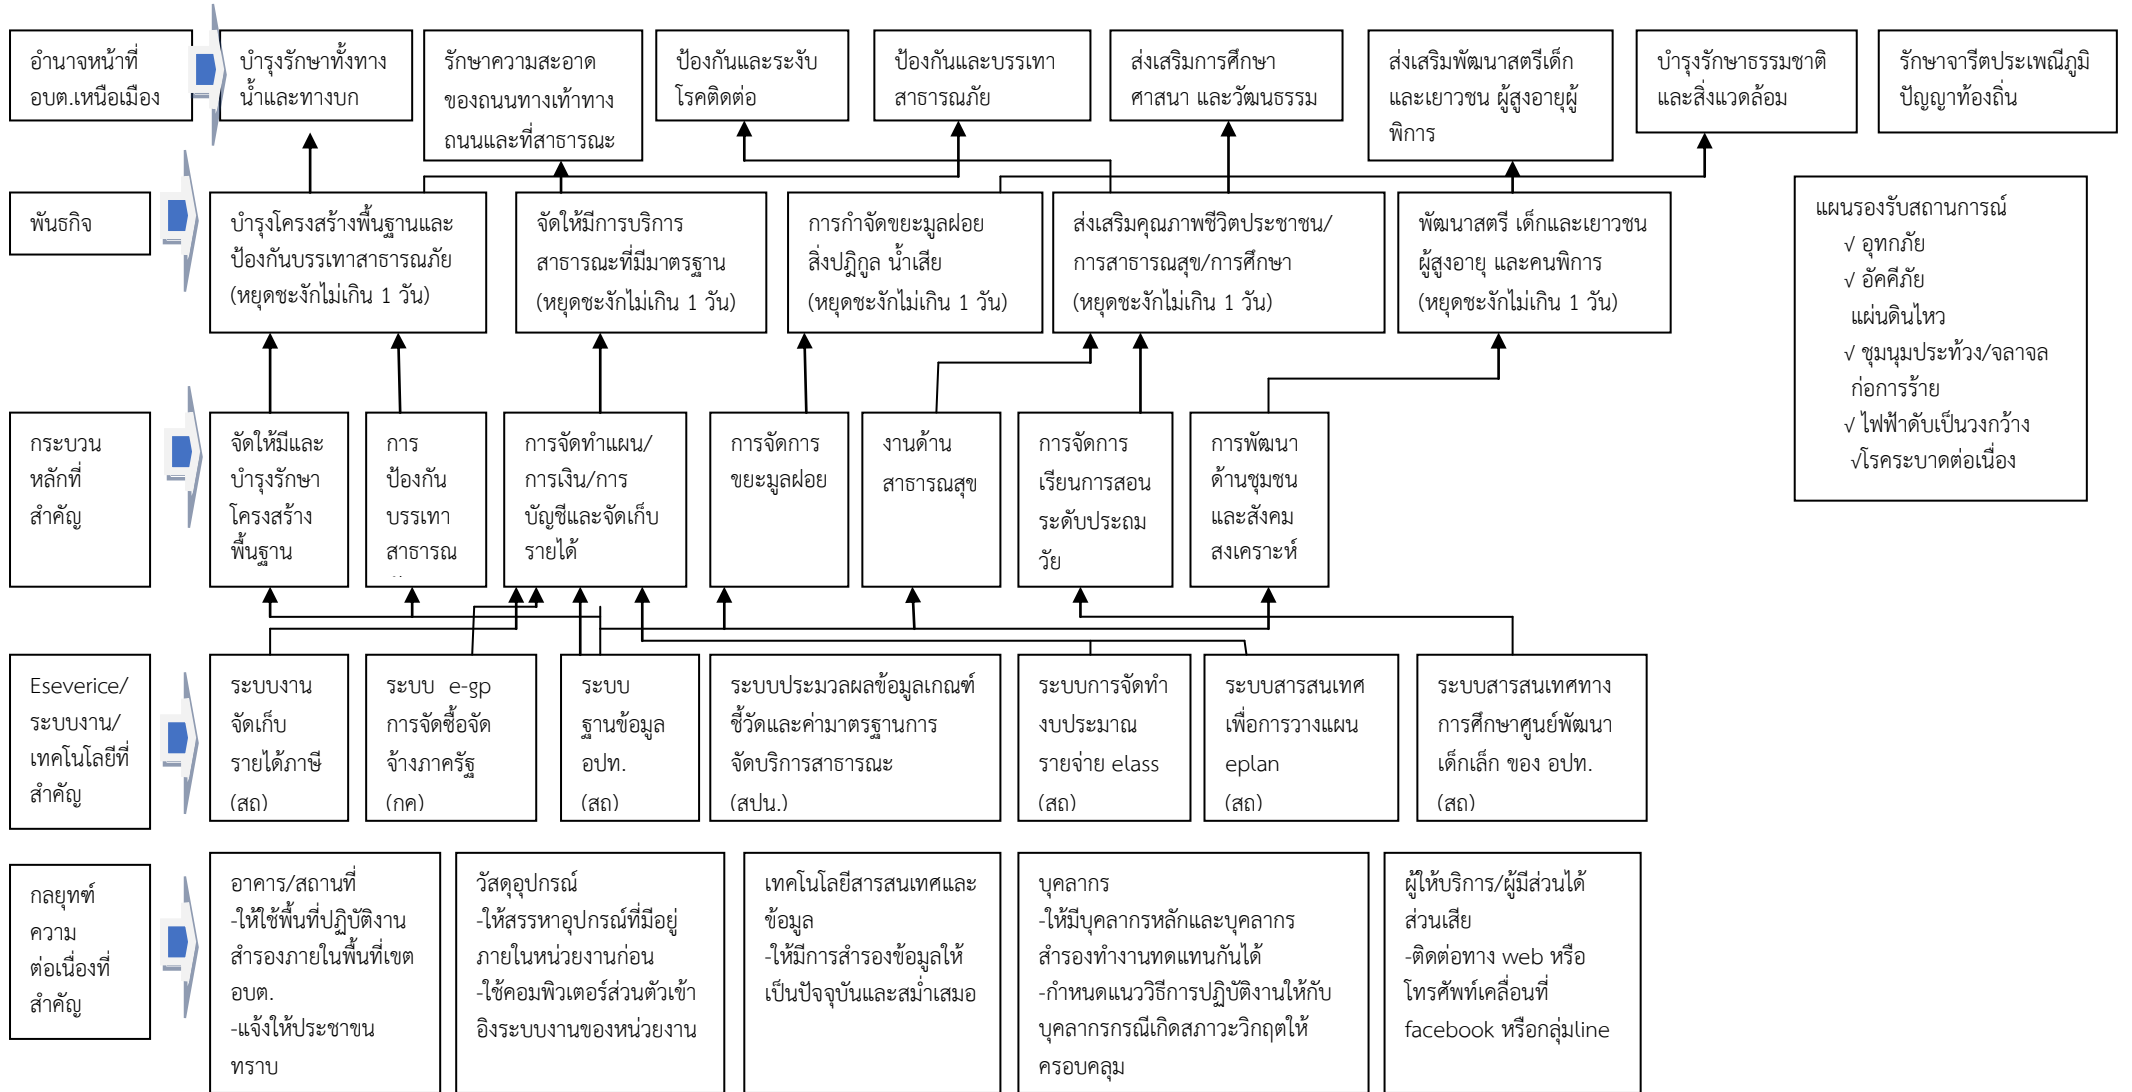 อำนาจหน้าที่
อบต.เหนือเมือง
บำรุงรักษาทั้งทาง
น้ำและทางบก
รักษาความสะอาด
ของถนนทางเท้าทาง
ถนนและที่สาธารณะ
ป้องกันและระงับ
โรคติดต่อ
ป้องกันและบรรเทา
สาธารณภัย
ส่งเสริมการศึกษา
ศาสนา และวัฒนธรรม
ส่งเสริมพัฒนาสตรีเด็ก
และเยาวชน ผู้สูงอายุผู้
พิการ
บำรุงรักษาธรรมชาติ
และสิ่งแวดล้อม
รักษาจารีตประเพณีภูมิ
ปัญญาท้องถิ่น
พันธกิจ
บำรุงโครงสร้างพื้นฐานและ
ป้องกันบรรเทาสาธารณภัย
(หยุดชะงักไม่เกิน 1 วัน)
จัดให้มีการบริการ
สาธารณะที่มีมาตรฐาน
(หยุดชะงักไม่เกิน 1 วัน)
การกำจัดขยะมูลฝอย
สิ่งปฎิกูล น้ำเสีย
(หยุดชะงักไม่เกิน 1 วัน)
ส่งเสริมคุณภาพชีวิตประชาชน/
การสาธารณสุข/การศึกษา
(หยุดชะงักไม่เกิน 1 วัน)
พัฒนาสตรี เด็กและเยาวชน
ผู้สูงอายุ และคนพิการ
(หยุดชะงักไม่เกิน 1 วัน)
แผนรองรับสถานการณ์
√ อุทกภัย
√ อัคคีภัย
แผ่นดินไหว
√ ชุมนุมประท้วง/จลาจล
ก่อการร้าย
√ ไฟฟ้าดับเป็นวงกว้าง
√โรคระบาดต่อเนื่อง
กระบวน
หลักที่
สำคัญ
จัดให้มีและ
บำรุงรักษา
โครงสร้าง
พื้นฐาน
การ
ป้องกัน
บรรเทา
สาธารณ
การจัดทำแผน/
การเงิน/การ
บัญชีและจัดเก็บ
รายได้
การจัดการ
ขยะมูลฝอย
งานด้าน
สาธารณสุข
การจัดการ
เรียนการสอน
ระดับประถม
วัย
การพัฒนา
ด้านชุมชน
และสังคม
สงเคราะห์
Eseverice/
ระบบงาน/
เทคโนโลยีที่
สำคัญ
ระบบงาน
จัดเก็บ
รายได้ภาษี
(สถ)
ระบบ e-gp
การจัดซื้อจัด
จ้างภาครัฐ
(กค)
ระบบ
ฐานข้อมูล
อปท.
(สถ)
ระบบประมวลผลข้อมูลเกณฑ์
ชี้วัดและค่ามาตรฐานการ
จัดบริการสาธารณะ
(สปน.)
ระบบการจัดทำ
งบประมาณ
รายจ่าย elass
(สถ)
ระบบสารสนเทศ
เพื่อการวางแผน
eplan
(สถ)
ระบบสารสนเทศทาง
การศึกษาศูนย์พัฒนา
เด็กเล็ก ของ อปท.
(สถ)
กลยุทฑ์
ความ
ต่อเนื่องที่
สำคัญ
อาคาร/สถานที่
-ให้ใช้พื้นที่ปฏิบัติงาน
สำรองภายในพื้นที่เขต
อบต.
-แจ้งให้ประชาขน
ทราบ
วัสดุอุปกรณ์
-ให้สรรหาอุปกรณ์ที่มีอยู่
ภายในหน่วยงานก่อน
-ใช้คอมพิวเตอร์ส่วนตัวเข้า
อิงระบบงานของหน่วยงาน
เทคโนโลยีสารสนเทศและ
ข้อมูล
-ให้มีการสำรองข้อมูลให้
เป็นปัจจุบันและสม่ำเสมอ
บุคลากร
-ให้มีบุคลากรหลักและบุคลากร
สำรองทำงานทดแทนกันได้
-กำหนดแนววิธีการปฏิบัติงานให้กับ
บุคลากรกรณีเกิดสภาวะวิกฤตให้
ครอบคลุม
ผู้ให้บริการ/ผู้มีส่วนได้
ส่วนเสีย
-ติดต่อทาง web หรือ
โทรศัพท์เคลื่อนที่
facebook หรือกลุ่มline